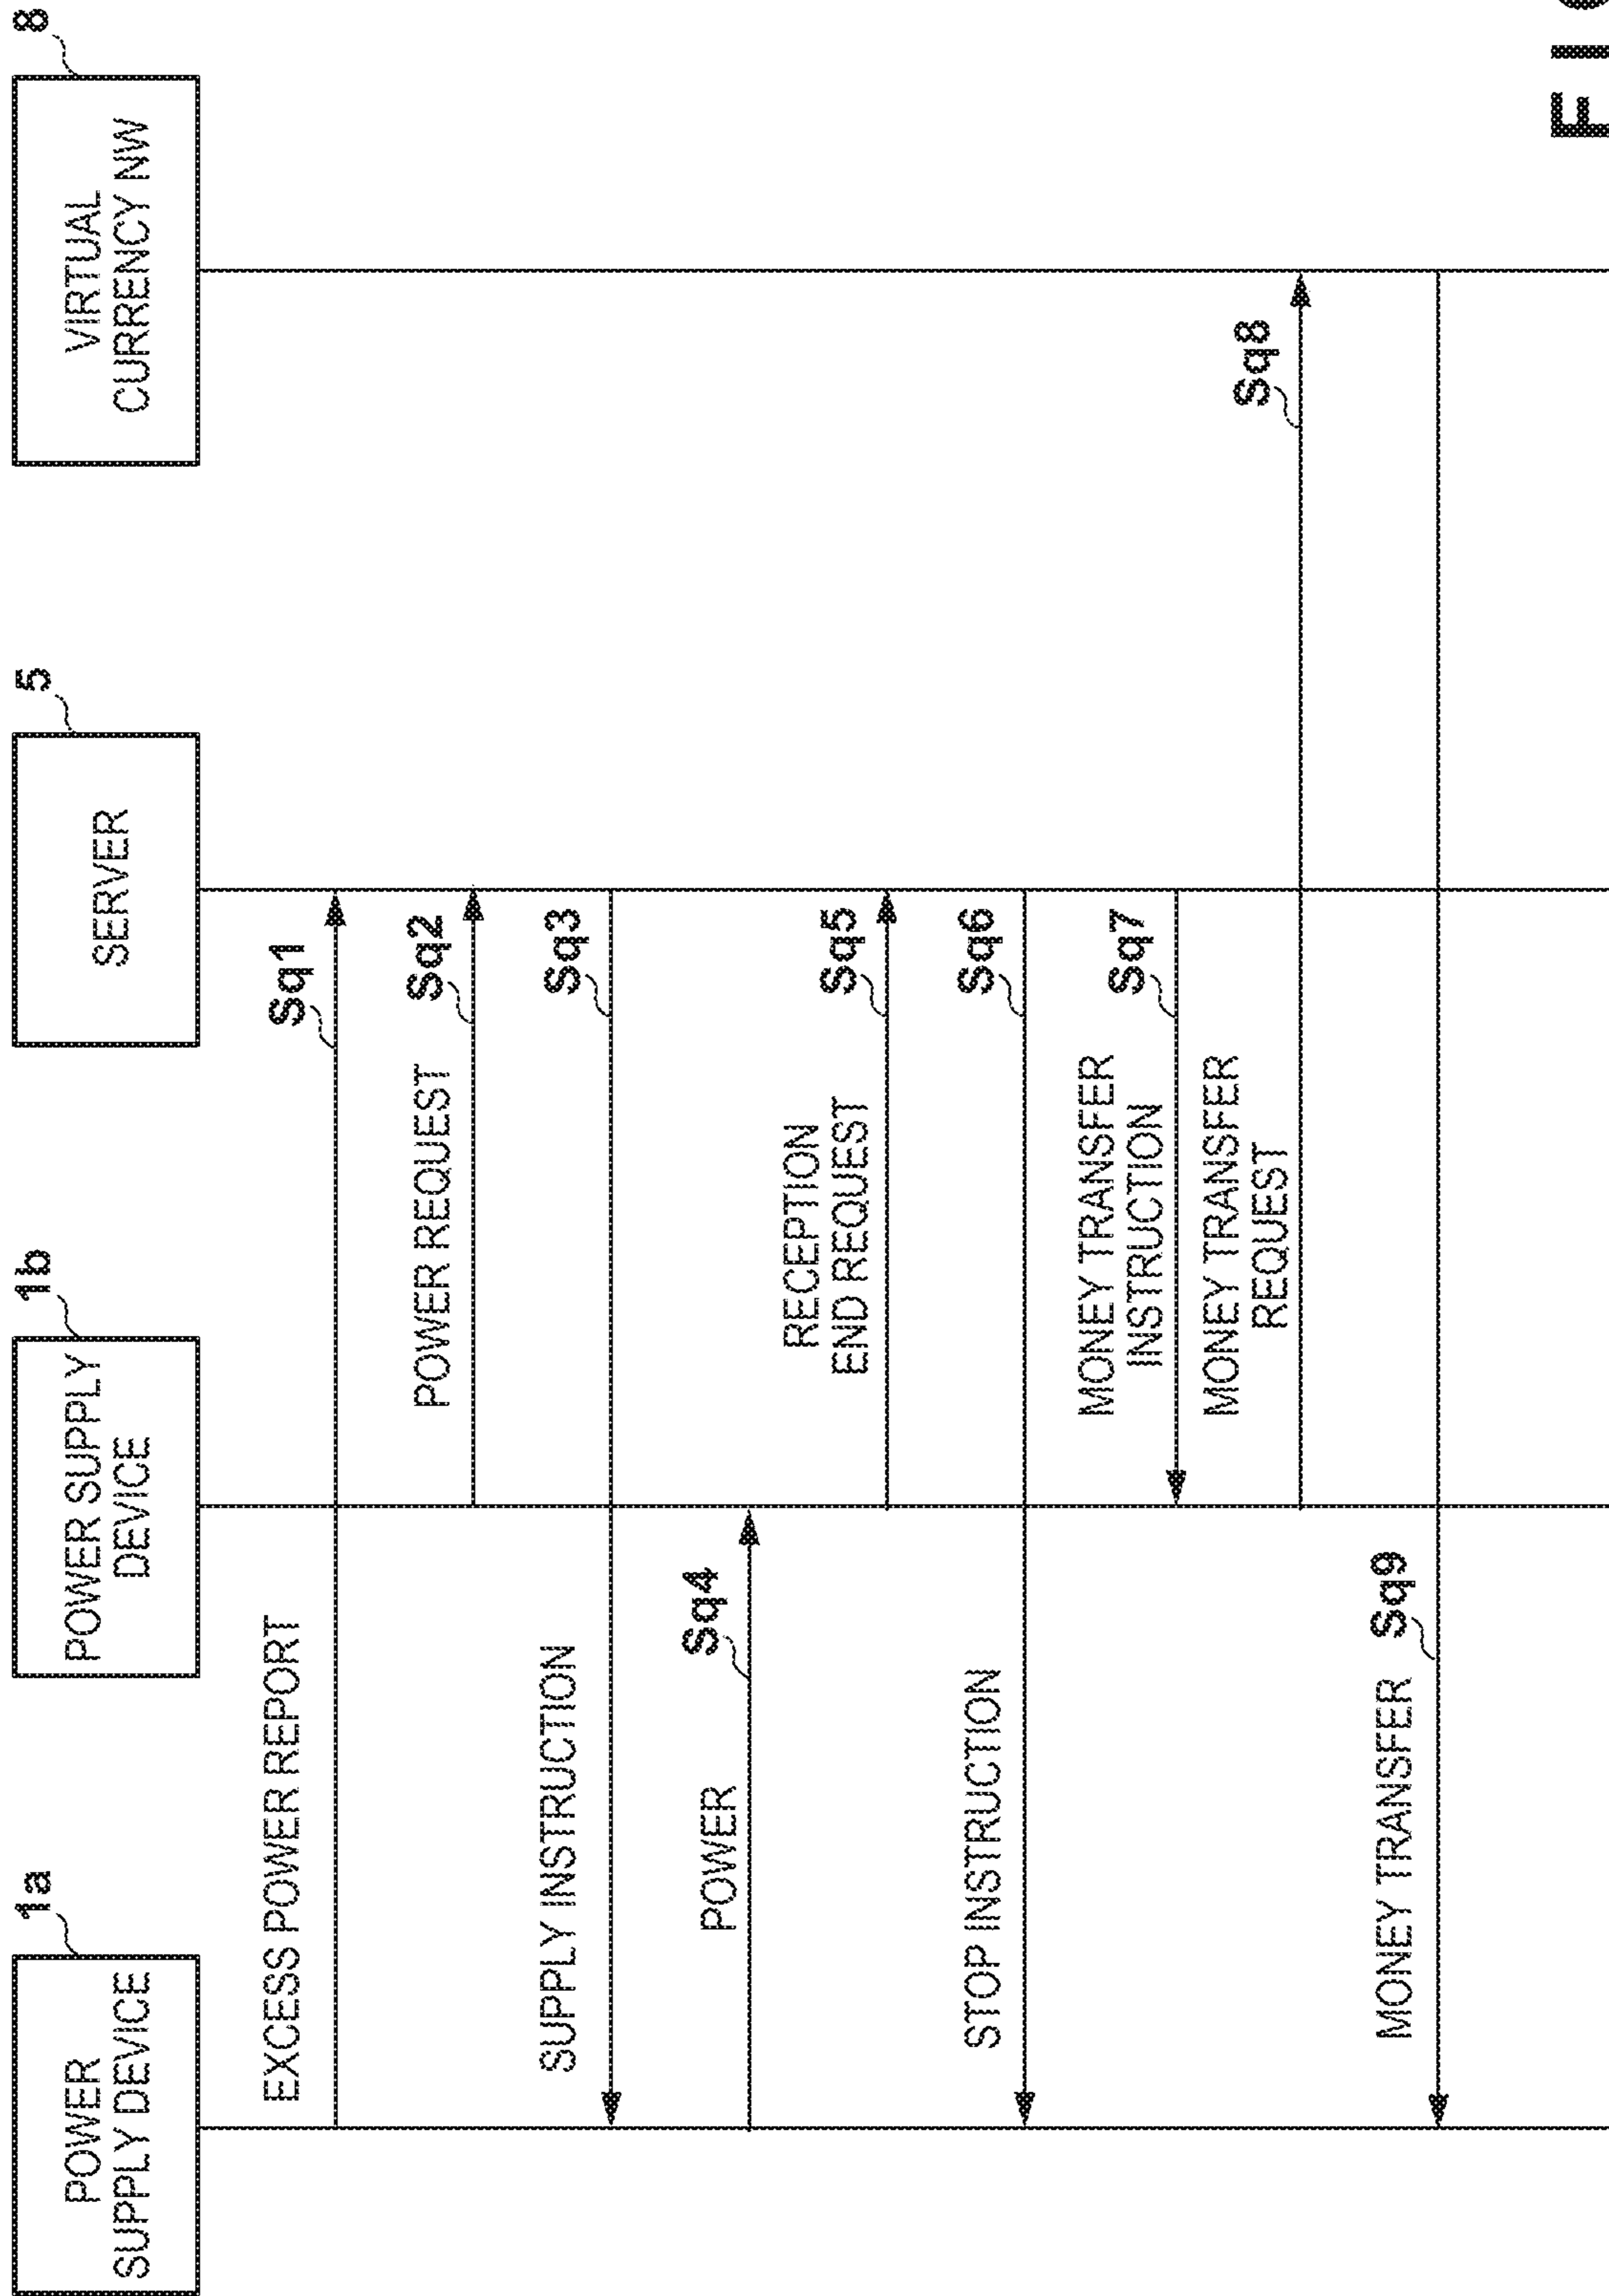 1a
POWER
SUPPLY DEVICE
1b
POWER SUPPLY
DEVICE
5
SERVER
8
VIRTUAL
CURRENCY NW
EXCESS POWER REPORT
Sq1
POWER REQUEST
Sq2
SUPPLY INSTRUCTION
Sq3
POWER
Sq4
RECEPTION
END REQUEST
Sq5
STOP INSTRUCTION
Sq6
MONEY TRANSFER
INSTRUCTION
Sq7
MONEY TRANSFER
REQUEST
Sq8
MONEY TRANSFER
Sq9